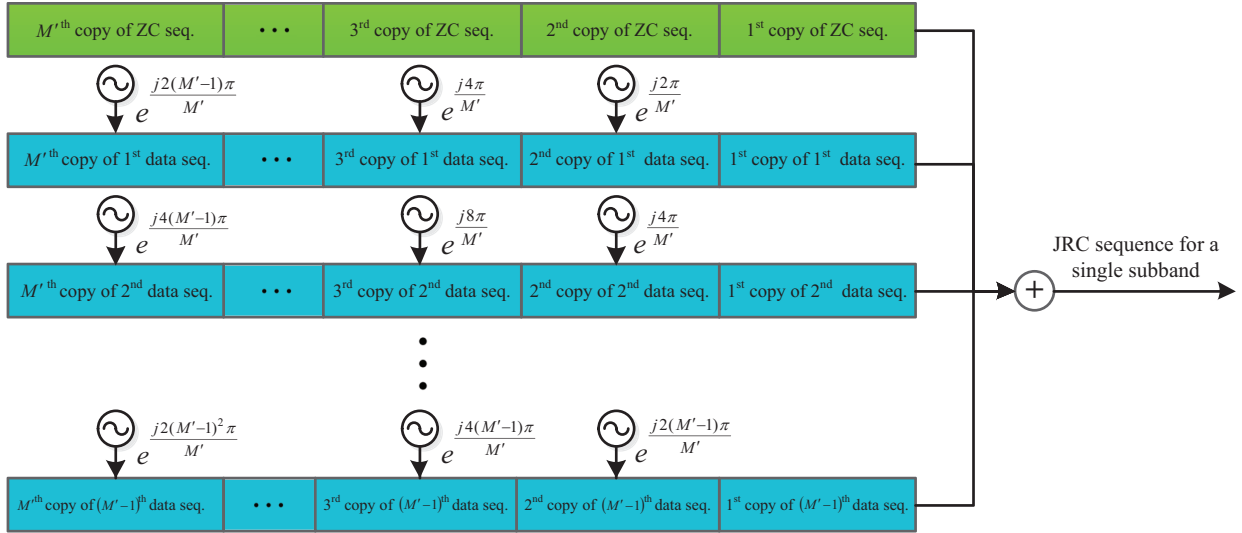 M′th copy of ZC seq. ··· 3rd copy of ZC seq. 2nd copy of ZC seq. 1st copy of ZC seq.
e^{j2(M′−1)π/M′} e^{j4π/M′} e^{j2π/M′}
M′th copy of 1st data seq. ··· 3rd copy of 1st data seq. 2nd copy of 1st data seq. 1st copy of 1st data seq.
e^{j4(M′−1)π/M′} e^{j8π/M′} e^{j4π/M′}
JRC sequence for a
single subband
M′th copy of 2nd data seq. ··· 3rd copy of 2nd data seq. 2nd copy of 2nd data seq. 1st copy of 2nd data seq. +
e^{j2(M′−1)²π/M′} e^{j4(M′−1)π/M′} e^{j2(M′−1)π/M′}
M′th copy of (M′−1)th data seq. ··· 3rd copy of (M′−1)th data seq. 2nd copy of (M′−1)th data seq. 1st copy of (M′−1)th data seq.